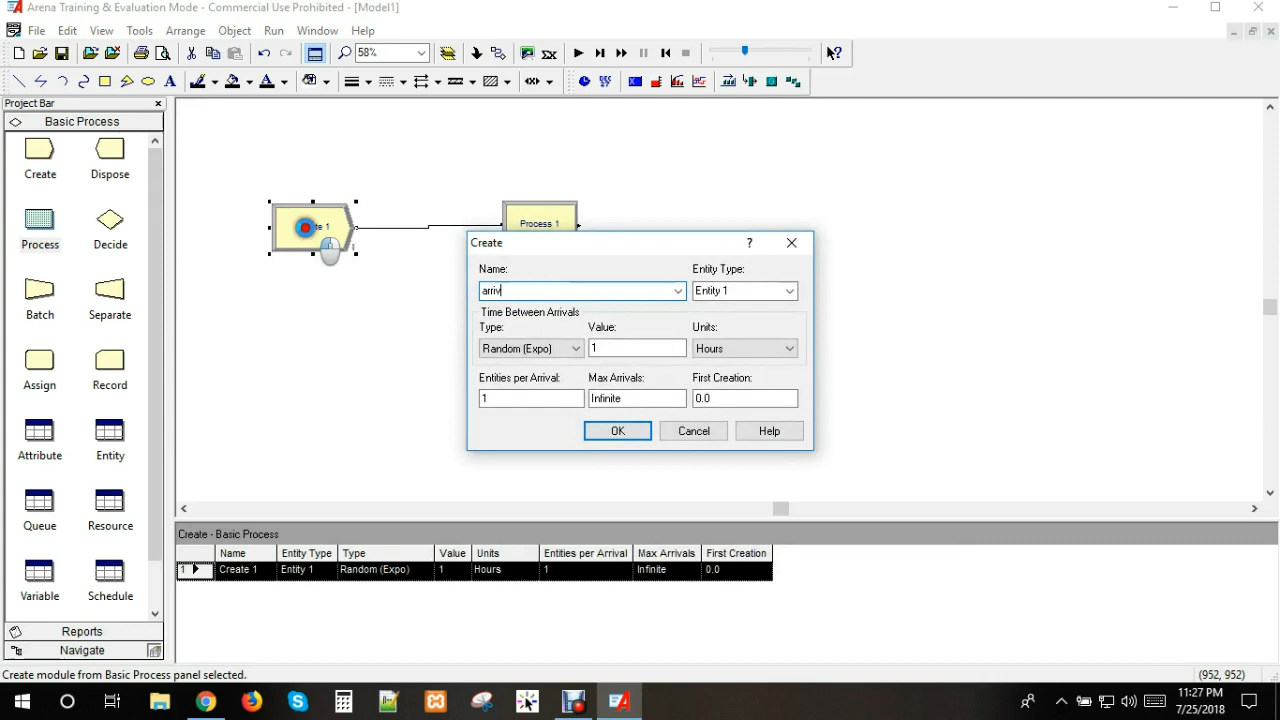 Arena Training & Evaluation Mode - Commercial Use Prohibited - [Model1]
File Edit View Tools Arrange Object Run Window Help
58%
Project Bar
Basic Process
Create Dispose
Process Decide
Batch Separate
Assign Record
Attribute Entity
Queue Resource
Variable Schedule
Reports
Navigate
Process 1
Create
Name: Entity Type:
arriv Entity 1
Time Between Arrivals
Type: Value: Units:
Random (Expo) 1 Hours
Entities per Arrival: Max Arrivals: First Creation:
1 Infinite 0.0
OK Cancel Help
Create - Basic Process
Name Entity Type Type Value Units Entities per Arrival Max Arrivals First Creation
1 Create 1 Entity 1 Random (Expo) 1 Hours 1 Infinite 0.0
Create module from Basic Process panel selected. (952, 952)
11:27 PM
7/25/2018